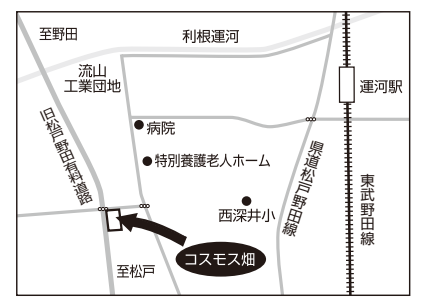 至野田
利根運河
流山
工業団地
運河駅
旧松戸野田有料道路
病院
特別養護老人ホーム
県道松戸野田線
東武野田線
西深井小
コスモス畑
至松戸